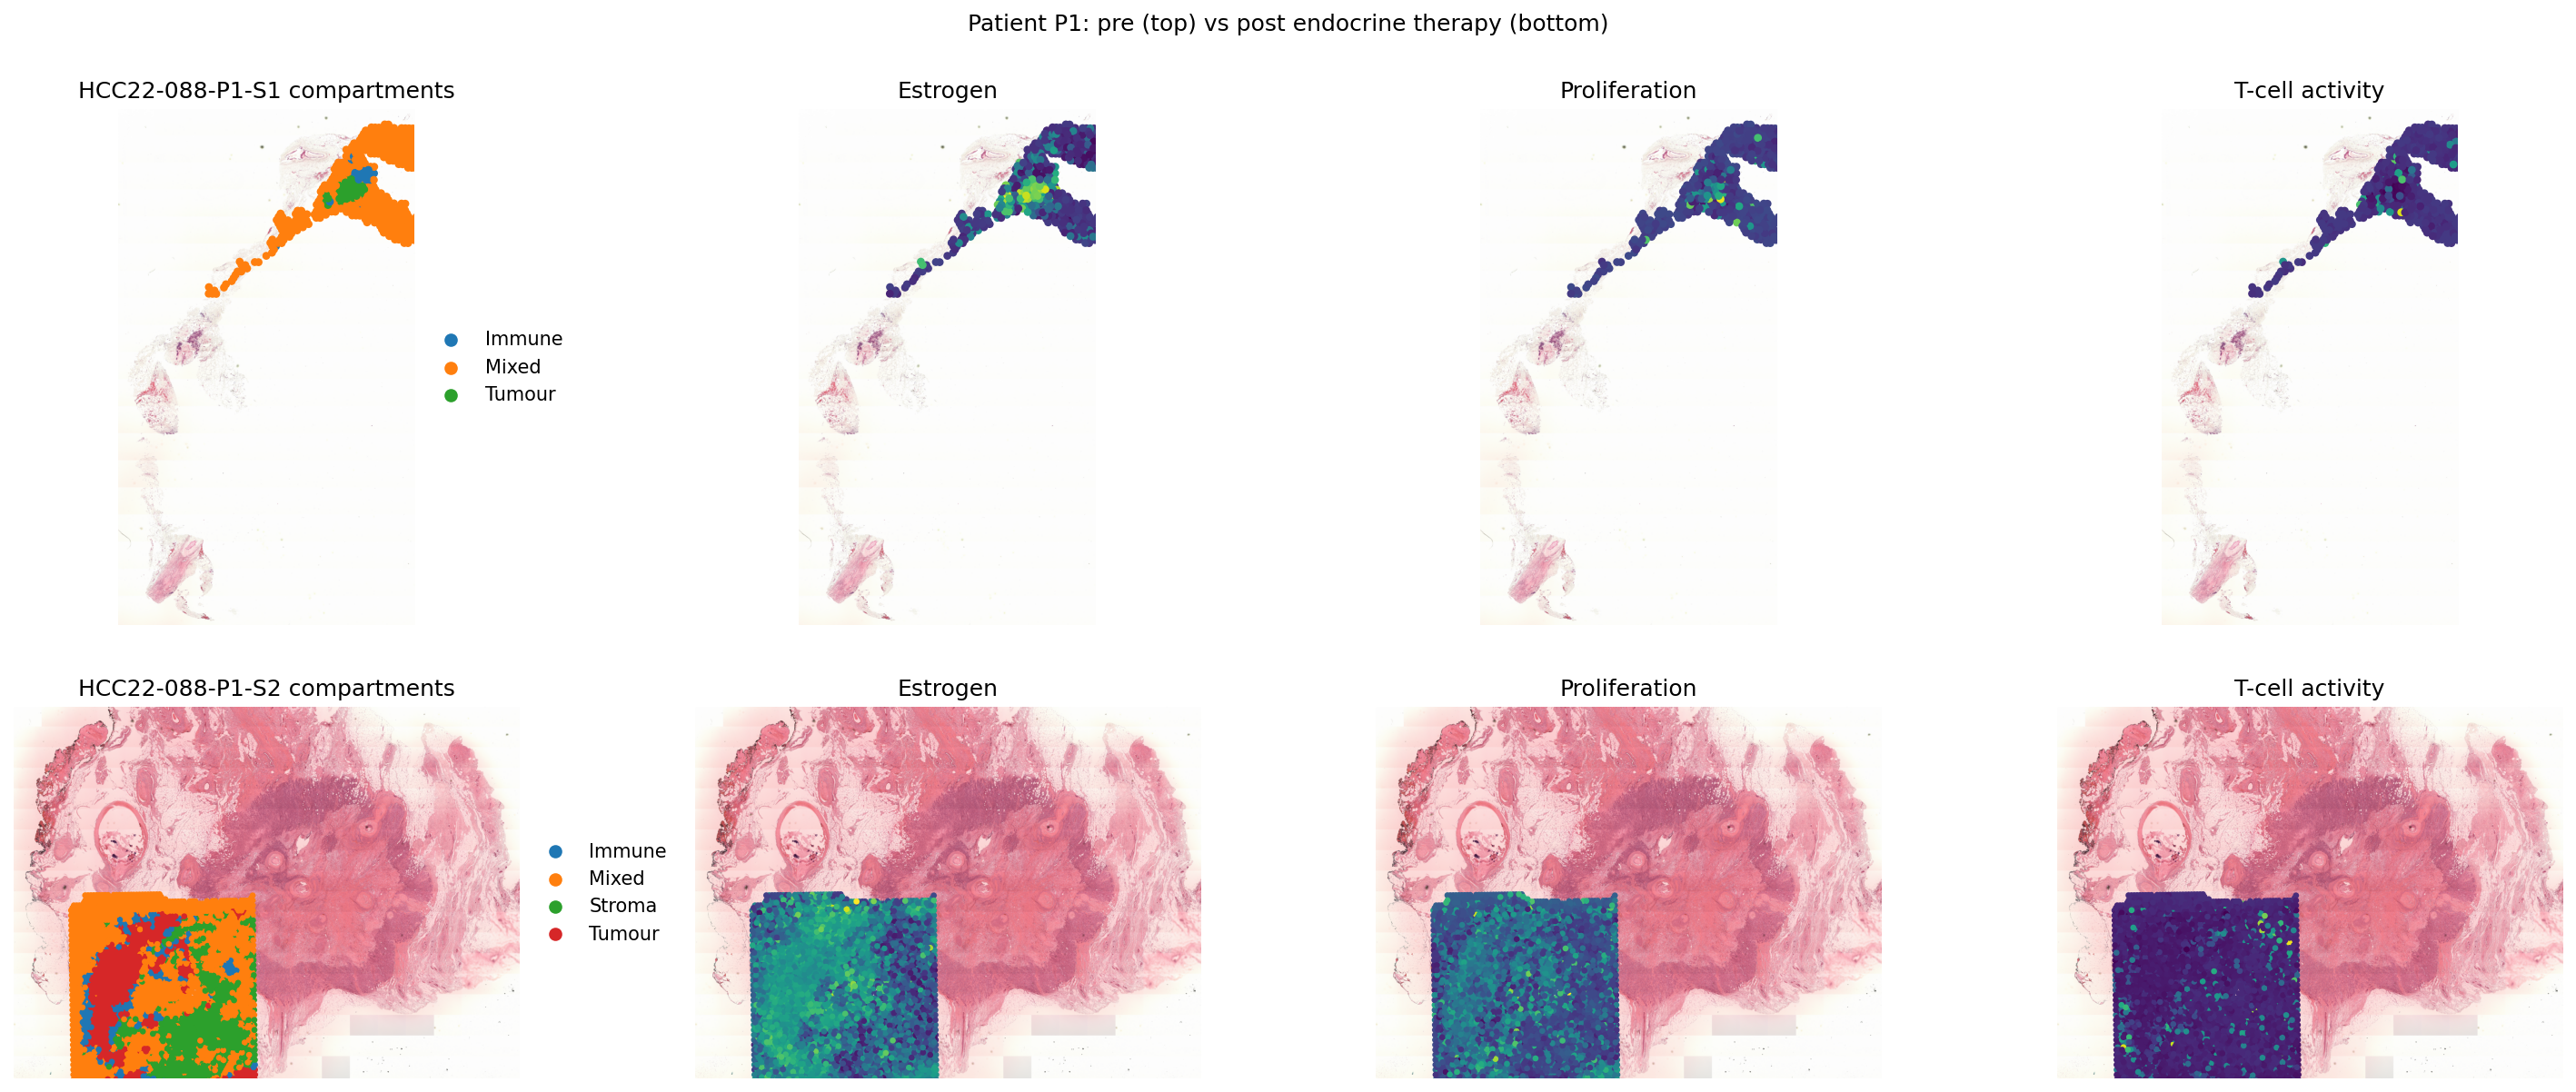 Patient P1: pre (top) vs post endocrine therapy (bottom)
HCC22-088-P1-S1 compartments
Estrogen
Proliferation
T-cell activity
Immune
Mixed
Tumour
HCC22-088-P1-S2 compartments
Estrogen
Proliferation
T-cell activity
Immune
Mixed
Stroma
Tumour